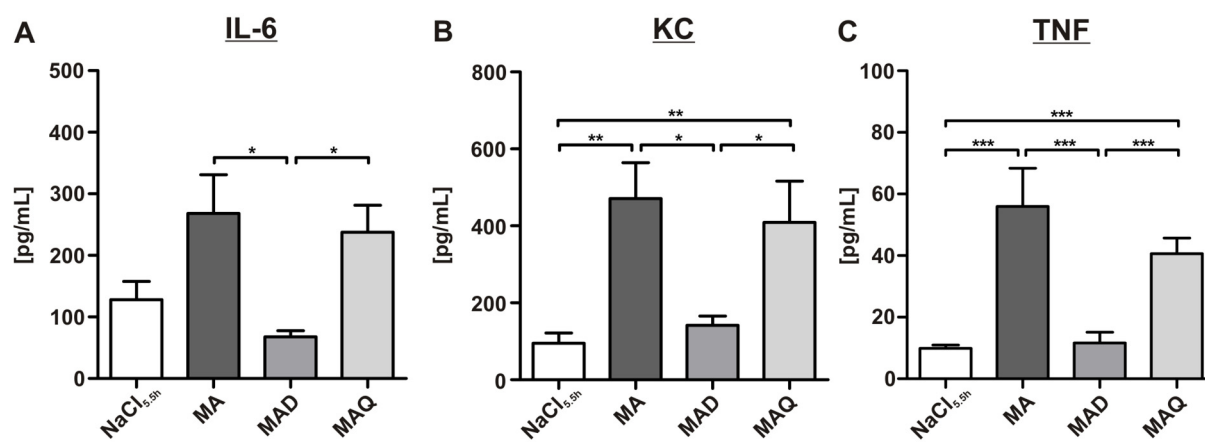 A IL-6
500
400
300
200
100
0
[pg/mL]
* *
NaCl5.5h MA MAD MAQ
B KC
800
600
400
200
0
[pg/mL]
**
** * *
NaCl5.5h MA MAD MAQ
C TNF
100
80
60
40
20
0
[pg/mL]
***
*** *** ***
NaCl5.5h MA MAD MAQ